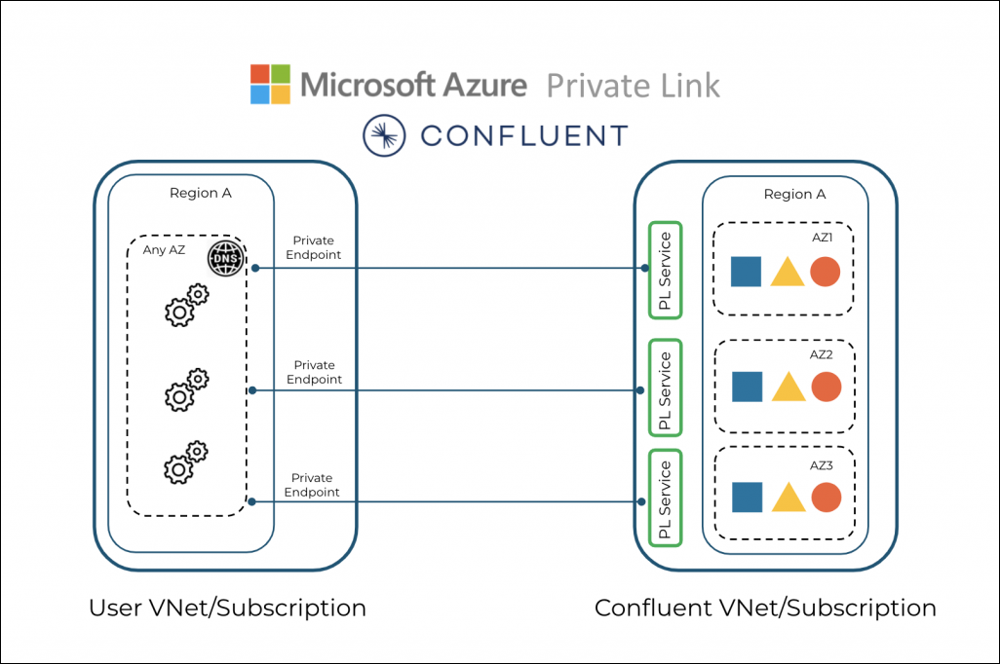 Microsoft Azure Private Link
CONFLUENT
Region A
Any AZ
DNS
Private
Endpoint
Private
Endpoint
Private
Endpoint
PL Service
PL Service
PL Service
Region A
AZ1
AZ2
AZ3
User VNet/Subscription
Confluent VNet/Subscription